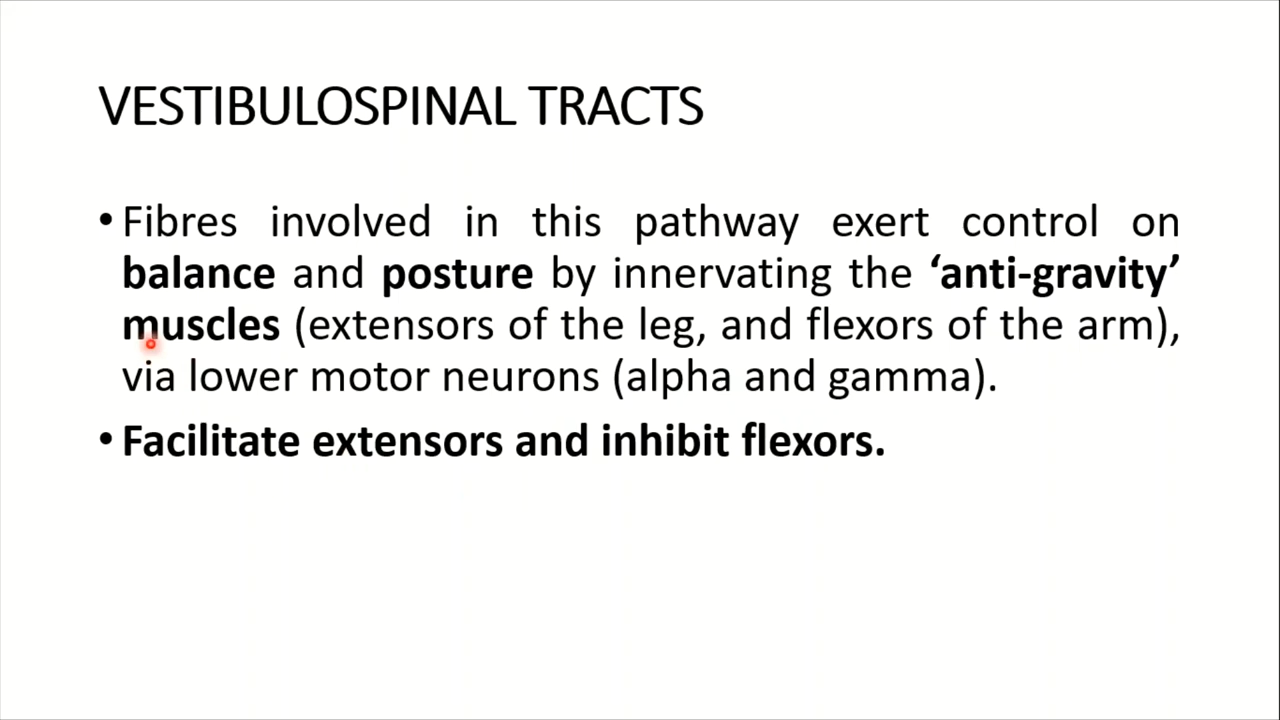 VESTIBULOSPINAL TRACTS
• Fibres involved in this pathway exert control on
balance and posture by innervating the ‘anti-gravity’
muscles (extensors of the leg, and flexors of the arm),
via lower motor neurons (alpha and gamma).
• Facilitate extensors and inhibit flexors.